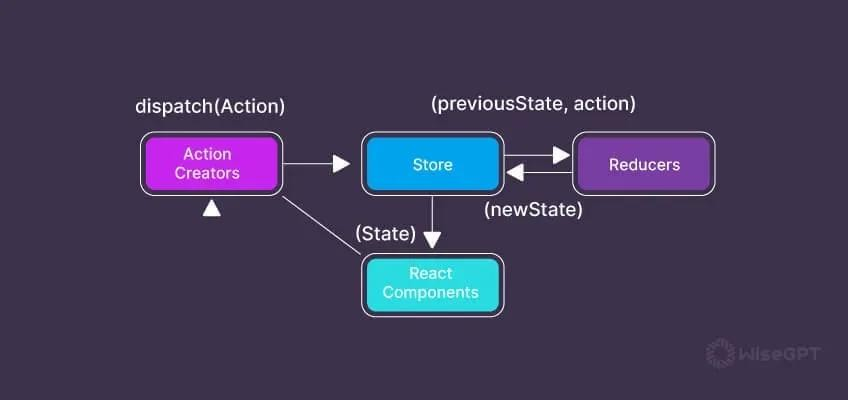 dispatch(Action)
(previousState, action)
Action
Creators
Store
Reducers
(newState)
(State)
React
Components
WiseGPT